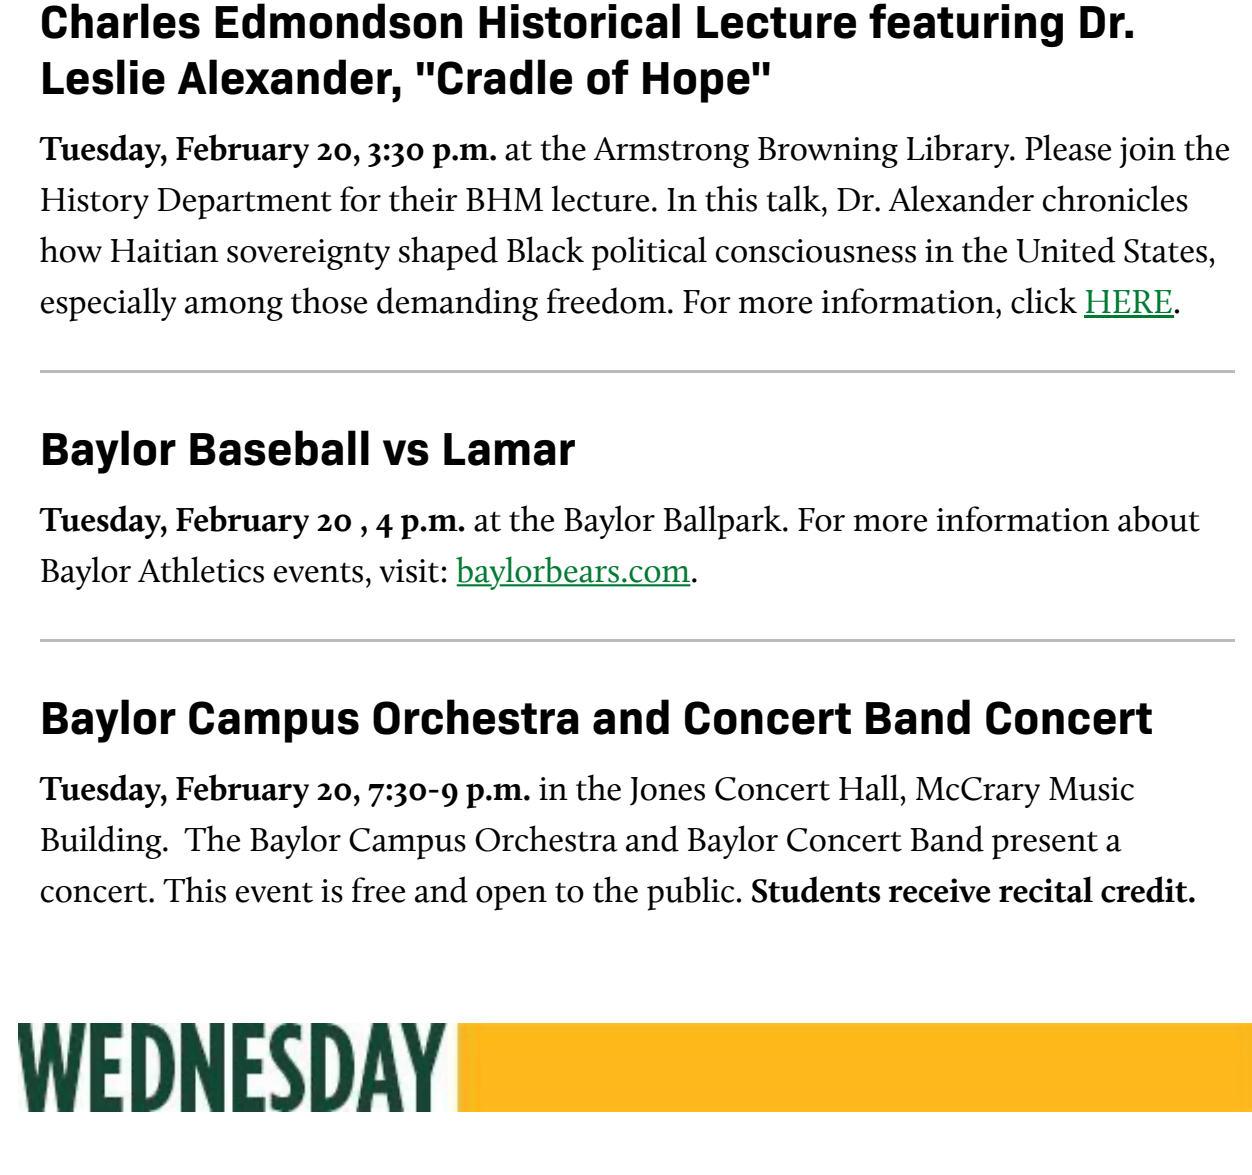 Charles Edmondson Historical Lecture featuring Dr.
Leslie Alexander, "Cradle of Hope"
Tuesday, February 20, 3:30 p.m. at the Armstrong Browning Library. Please join the
History Department for their BHM lecture. In this talk, Dr. Alexander chronicles
how Haitian sovereignty shaped Black political consciousness in the United States,
especially among those demanding freedom. For more information, click HERE.
Baylor Baseball vs Lamar
Tuesday, February 20 , 4 p.m. at the Baylor Ballpark. For more information about
Baylor Athletics events, visit: baylorbears.com.
Baylor Campus Orchestra and Concert Band Concert
Tuesday, February 20, 7:30-9 p.m. in the Jones Concert Hall, McCrary Music
Building.  The Baylor Campus Orchestra and Baylor Concert Band present a
concert. This event is free and open to the public. Students receive recital credit.
WEDNESDAY